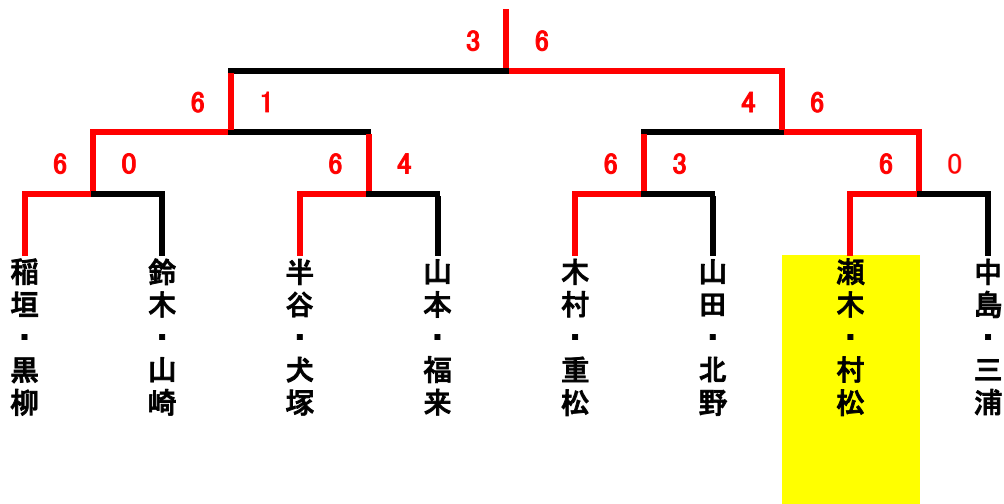 3 6
6 1 4 6
6 0 6 4 6 3 6 0
稲垣・黒柳
鈴木・山崎
半谷・犬塚
山本・福来
木村・重松
山田・北野
瀬木・村松
中島・三浦